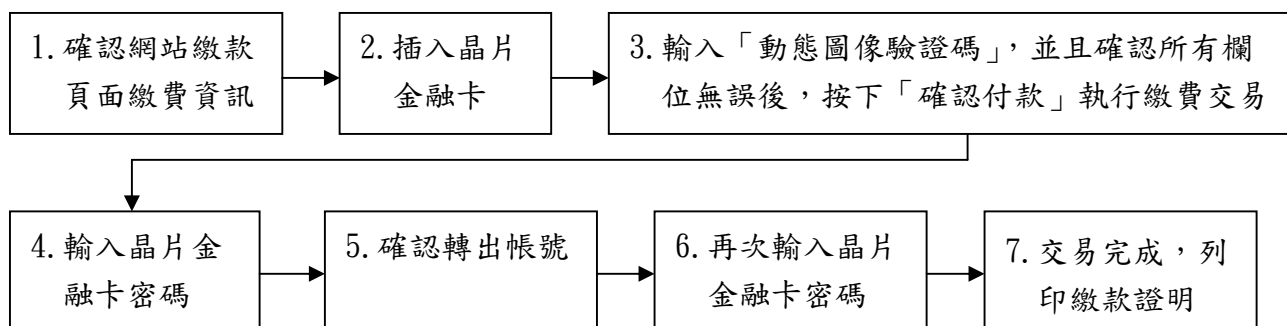 1.確認網站繳款
頁面繳費資訊
2.插入晶片
金融卡
3.輸入「動態圖像驗證碼」，並且確認所有欄
位無誤後，按下「確認付款」執行繳費交易
4.輸入晶片金
融卡密碼
5.確認轉出帳號
6.再次輸入晶片
金融卡密碼
7.交易完成，列
印繳款證明